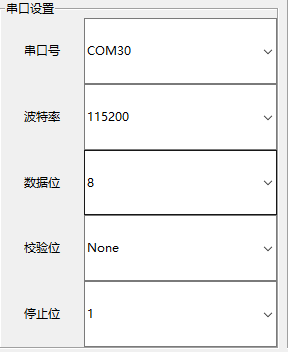 串口设置
串口号 COM30
波特率 115200
数据位 8
校验位 None
停止位 1